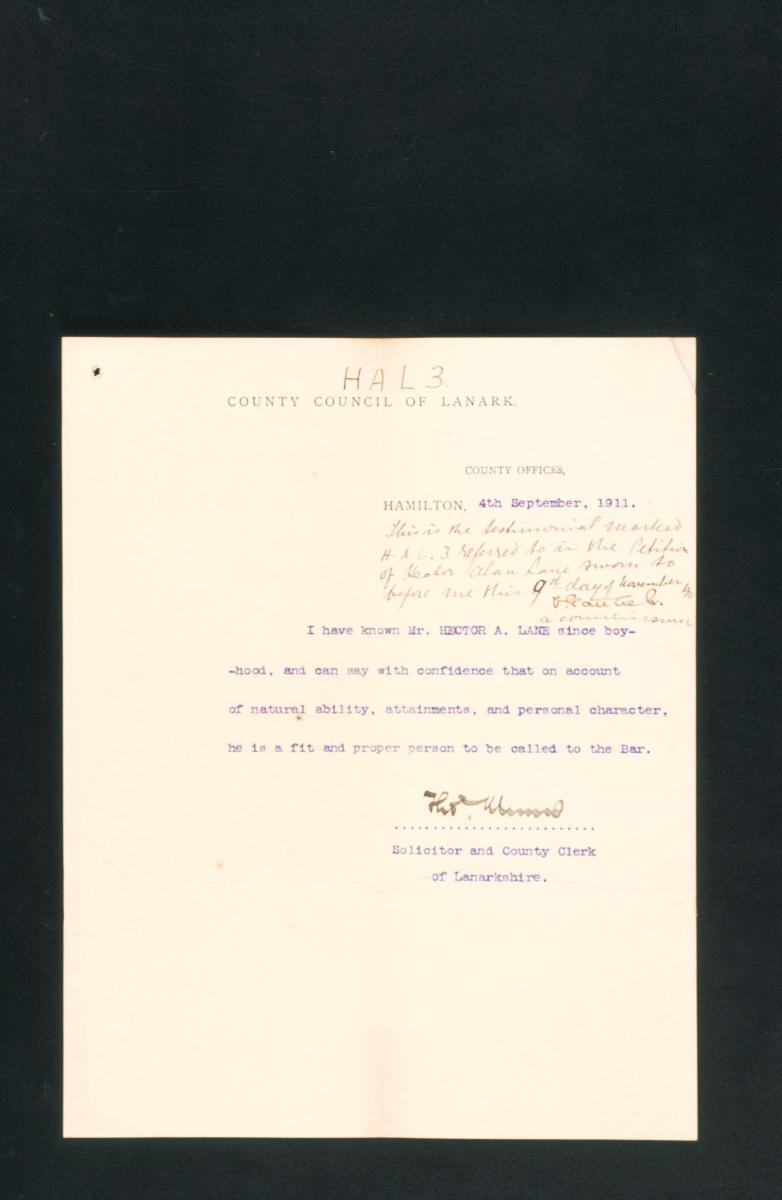 H.A.L 3.
COUNTY COUNCIL OF LANARK.
COUNTY OFFICES,
HAMILTON, 4th September, 1911.
This is the testimonial marked
H.A.L. 3 referred to in the Petition
of Hector Alan Lane sworn to
before me this 9th day of November
a commissioner
I have known Mr. HECTOR A. LANE since boy-
-hood, and can say with confidence that on account
of natural ability, attainments, and personal character,
he is a fit and proper person to be called to the Bar.
Thos. Munro
Solicitor and County Clerk
of Lanarkshire.